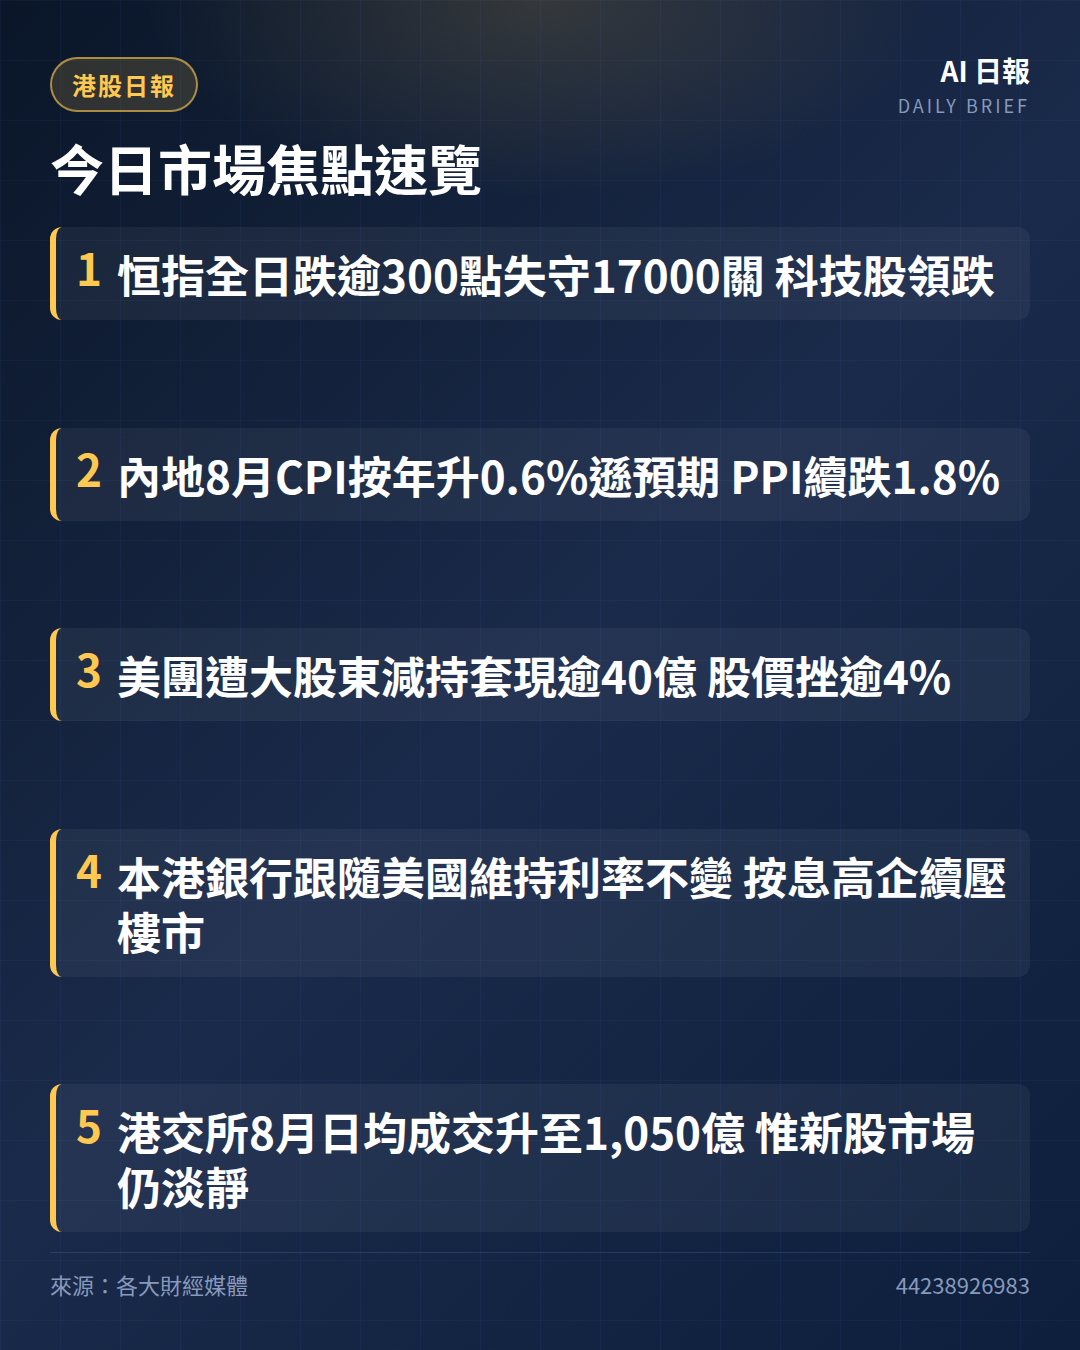 港股日報
AI 日報
DAILY BRIEF
今日市場焦點速覽
1 恒指全日跌逾300點失守17000關 科技股領跌
2 內地8月CPI按年升0.6%遜預期 PPI續跌1.8%
3 美團遭大股東減持套現逾40億 股價挫逾4%
4 本港銀行跟隨美國維持利率不變 按息高企續壓
樓市
5 港交所8月日均成交升至1,050億 惟新股市場
仍淡靜
來源：各大財經媒體
44238926983